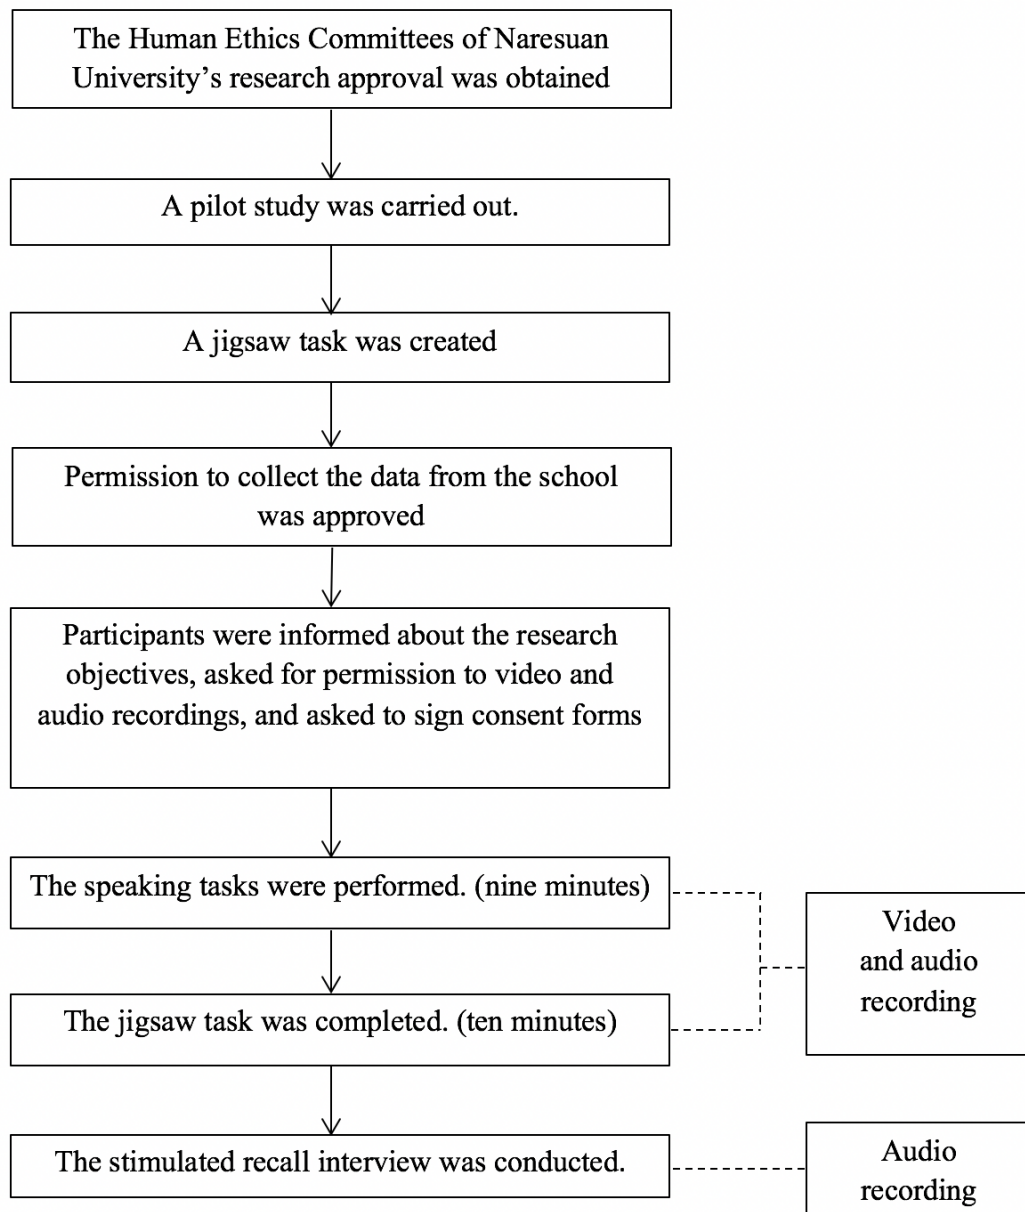 The Human Ethics Committees of Naresuan
University’s research approval was obtained
A pilot study was carried out.
A jigsaw task was created
Permission to collect the data from the school
was approved
Participants were informed about the research
objectives, asked for permission to video and
audio recordings, and asked to sign consent forms
The speaking tasks were performed. (nine minutes)
Video
and audio
recording
The jigsaw task was completed. (ten minutes)
The stimulated recall interview was conducted.
Audio
recording